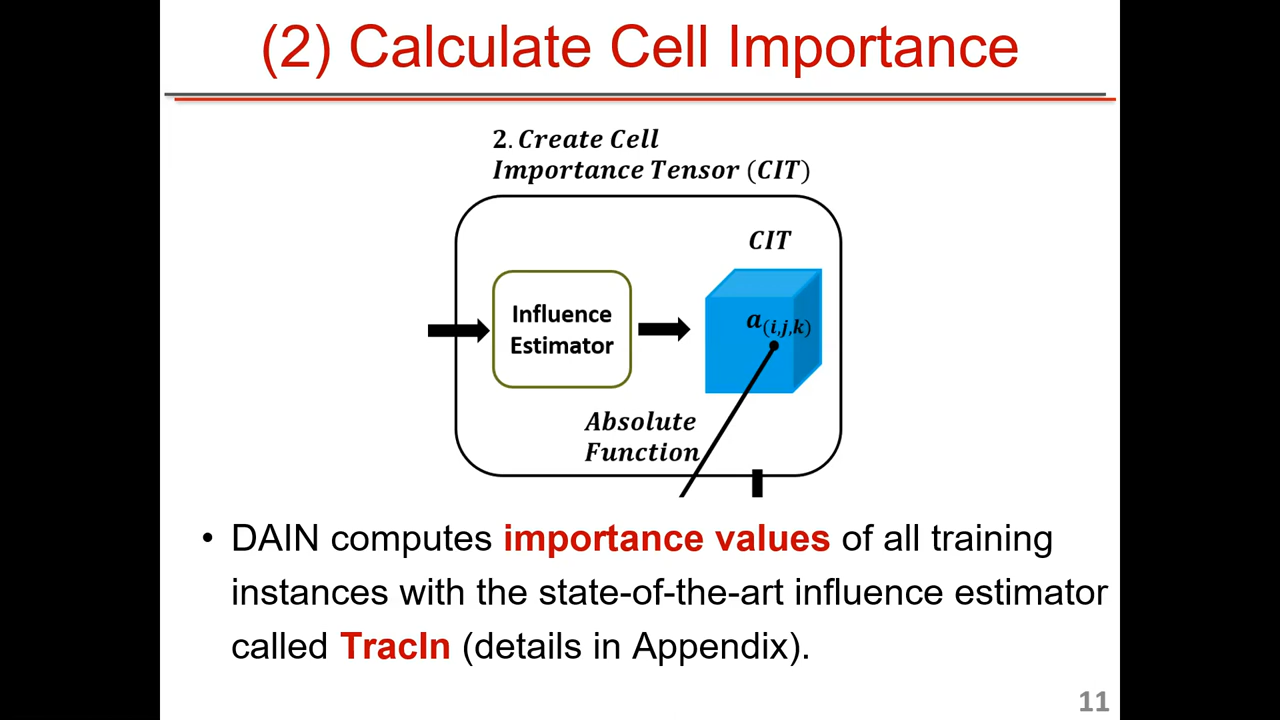 (2) Calculate Cell Importance
2. Create Cell
Importance Tensor (CIT)
CIT
a(i,j,k)
Influence
Estimator
Absolute
Function
• DAIN computes importance values of all training
instances with the state-of-the-art influence estimator
called TracIn (details in Appendix).
11